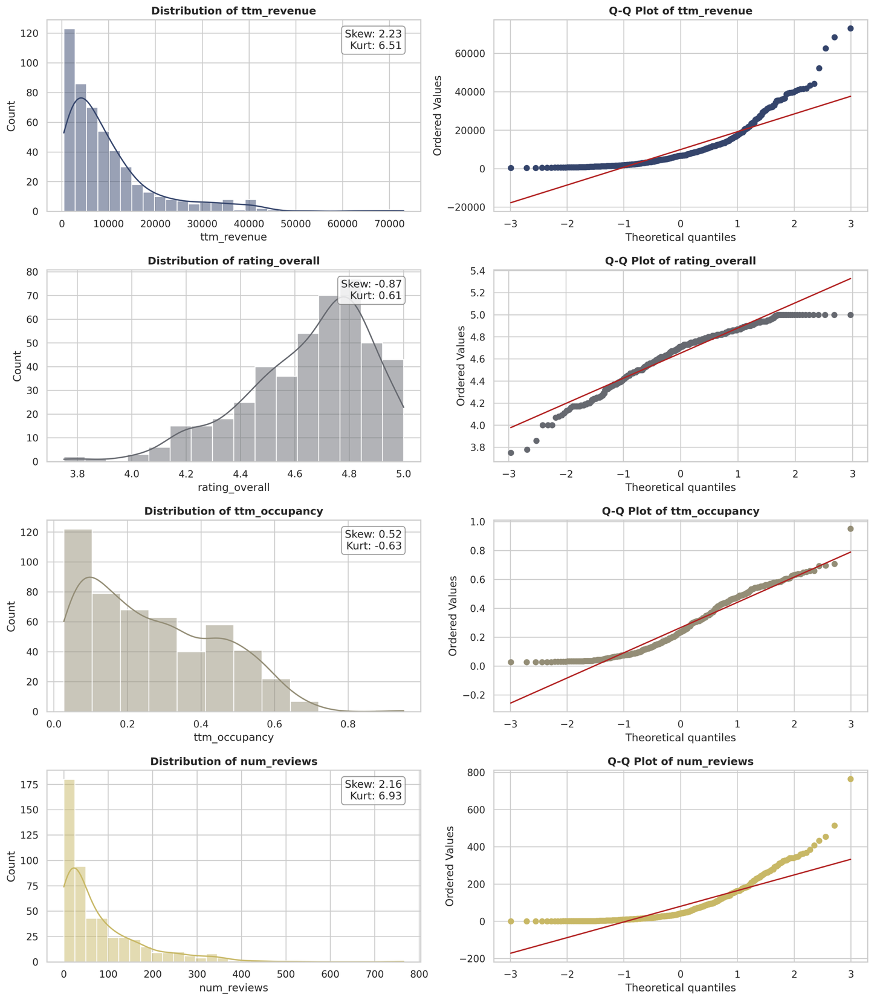 Distribution of ttm_revenue
Skew: 2.23
Kurt: 6.51
120
100
80
60
40
20
0
Count
0 10000 20000 30000 40000 50000 60000 70000
ttm_revenue
Q-Q Plot of ttm_revenue
60000
40000
20000
0
−20000
Ordered Values
−3 −2 −1 0 1 2 3
Theoretical quantiles
Distribution of rating_overall
Skew: -0.87
Kurt: 0.61
80
70
60
50
40
30
20
10
0
Count
3.8 4.0 4.2 4.4 4.6 4.8 5.0
rating_overall
Q-Q Plot of rating_overall
5.4
5.2
5.0
4.8
4.6
4.4
4.2
4.0
3.8
Ordered Values
−3 −2 −1 0 1 2 3
Theoretical quantiles
Distribution of ttm_occupancy
Skew: 0.52
Kurt: -0.63
120
100
80
60
40
20
0
Count
0.0 0.2 0.4 0.6 0.8
ttm_occupancy
Q-Q Plot of ttm_occupancy
1.0
0.8
0.6
0.4
0.2
0.0
−0.2
Ordered Values
−3 −2 −1 0 1 2 3
Theoretical quantiles
Distribution of num_reviews
Skew: 2.16
Kurt: 6.93
175
150
125
100
75
50
25
0
Count
0 100 200 300 400 500 600 700 800
num_reviews
Q-Q Plot of num_reviews
800
600
400
200
0
−200
Ordered Values
−3 −2 −1 0 1 2 3
Theoretical quantiles